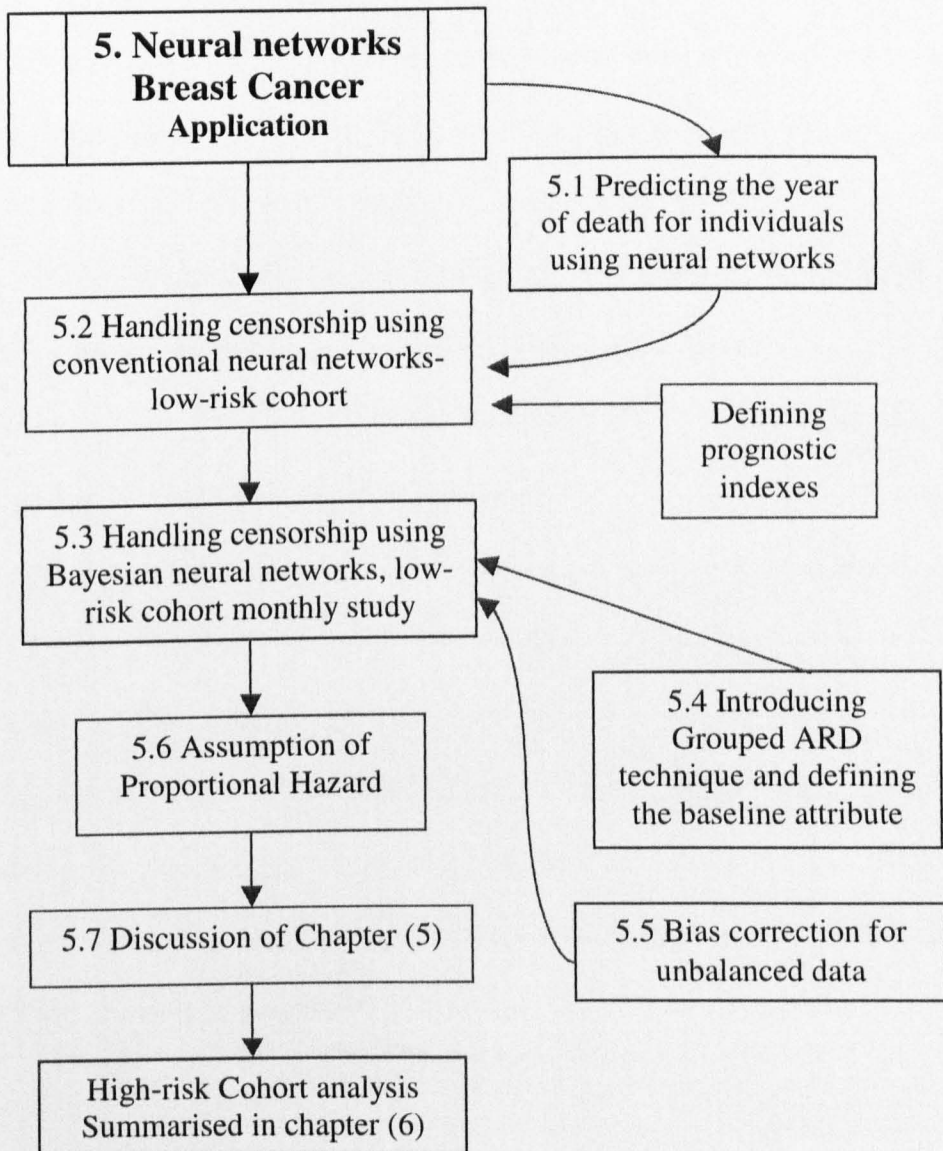 5. Neural networks
Breast Cancer
Application
5.1 Predicting the year
of death for individuals
using neural networks
5.2 Handling censorship using
conventional neural networks-
low-risk cohort
Defining
prognostic
indexes
5.3 Handling censorship using
Bayesian neural networks, low-
risk cohort monthly study
5.4 Introducing
Grouped ARD
technique and defining
the baseline attribute
5.6 Assumption of
Proportional Hazard
5.5 Bias correction for
unbalanced data
5.7 Discussion of Chapter (5)
High-risk Cohort analysis
Summarised in chapter (6)